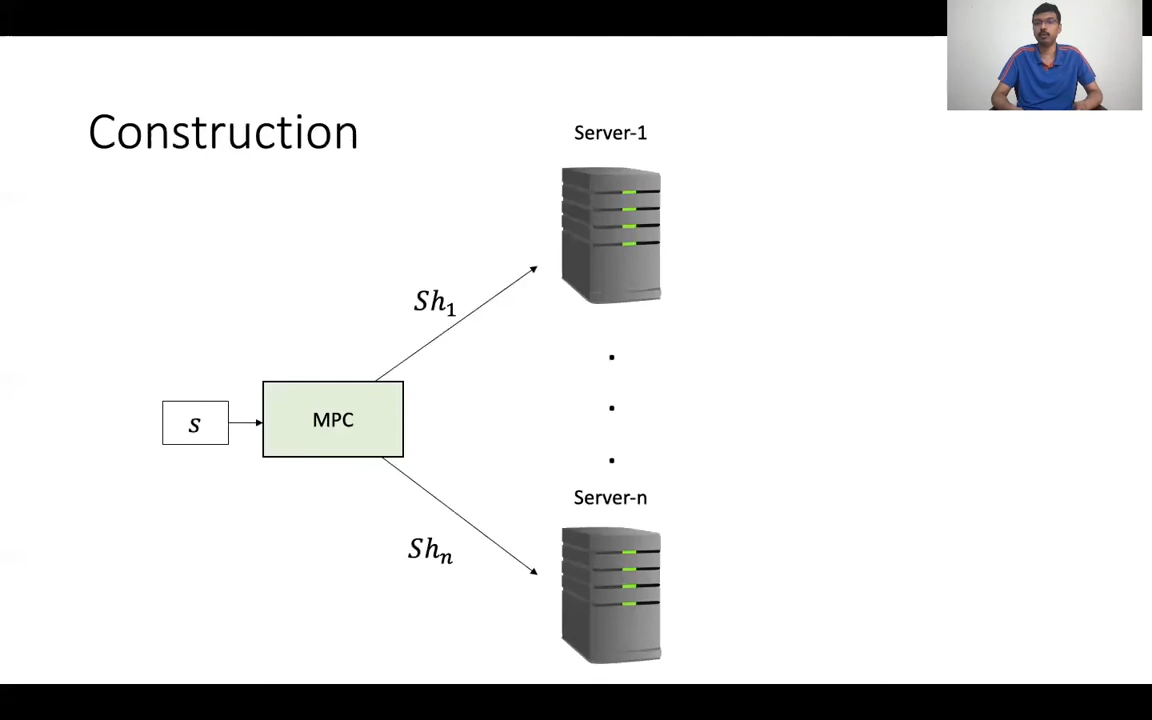 Construction
Server-1
Sh₁
s
MPC
Server-n
Shₙ